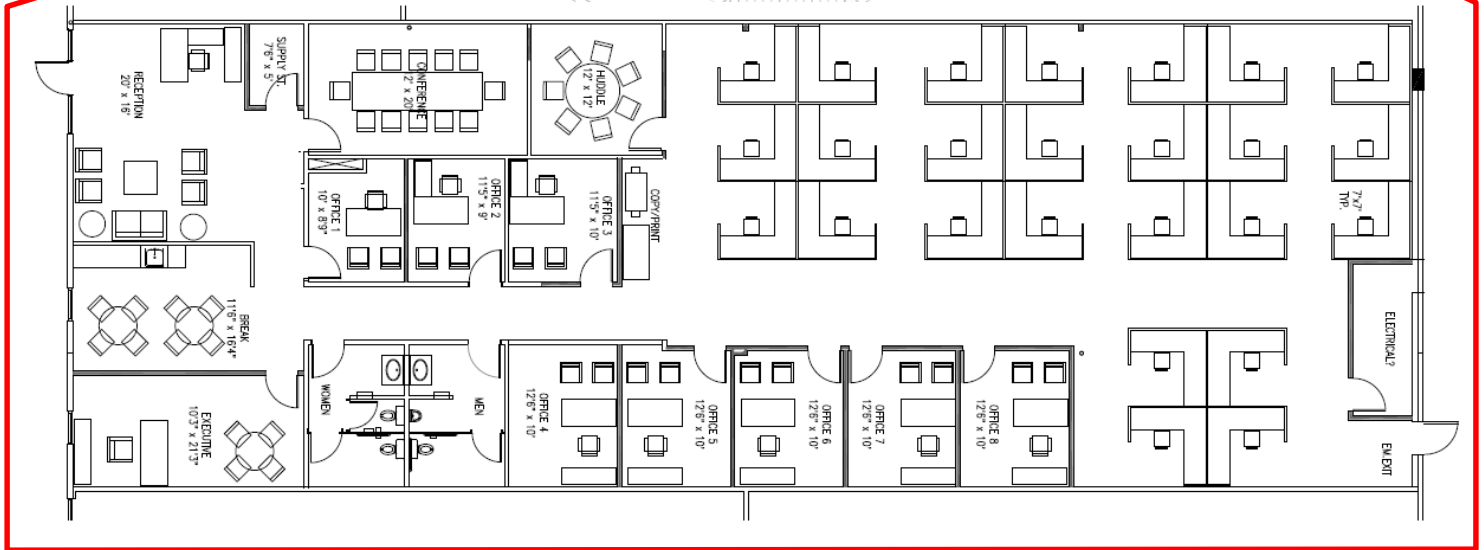 SUPPLY ST.
7'6" x 5'
RECEPTION
20' x 16'
CONFERENCE
12' x 20'
HUDDLE
12' x 12'
OFFICE 1
10' x 8'9"
OFFICE 2
11'5" x 9'
OFFICE 3
11'5" x 10'
COPY/PRINT
7'x7'
TYP.
BREAK
11'6" x 16'4"
ELECTRICAL?
EXECUTIVE
10'3" x 21'3"
WOMEN
MEN
OFFICE 4
12'6" x 10'
OFFICE 5
12'6" x 10'
OFFICE 6
12'6" x 10'
OFFICE 7
12'6" x 10'
OFFICE 8
12'6" x 10'
EM.EXIT